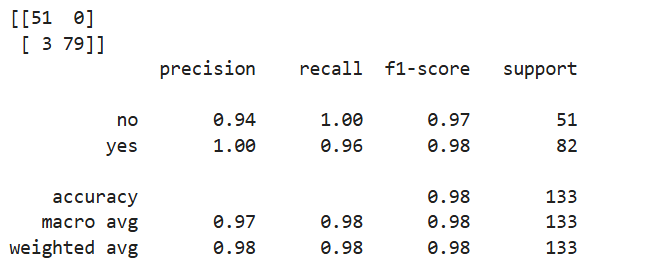 [[51  0]
 [ 3 79]]
              precision    recall  f1-score   support

          no       0.94      1.00      0.97        51
         yes       1.00      0.96      0.98        82

    accuracy                           0.98       133
   macro avg       0.97      0.98      0.98       133
weighted avg       0.98      0.98      0.98       133